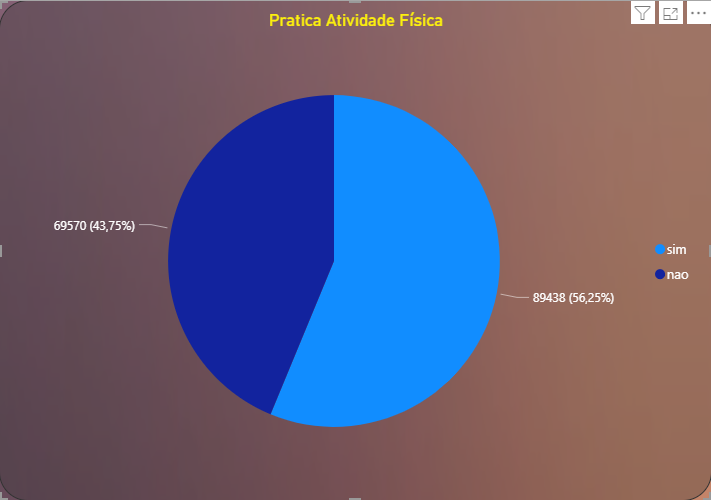 Pratica Atividade Física
69570 (43,75%)
sim
nao
89438 (56,25%)